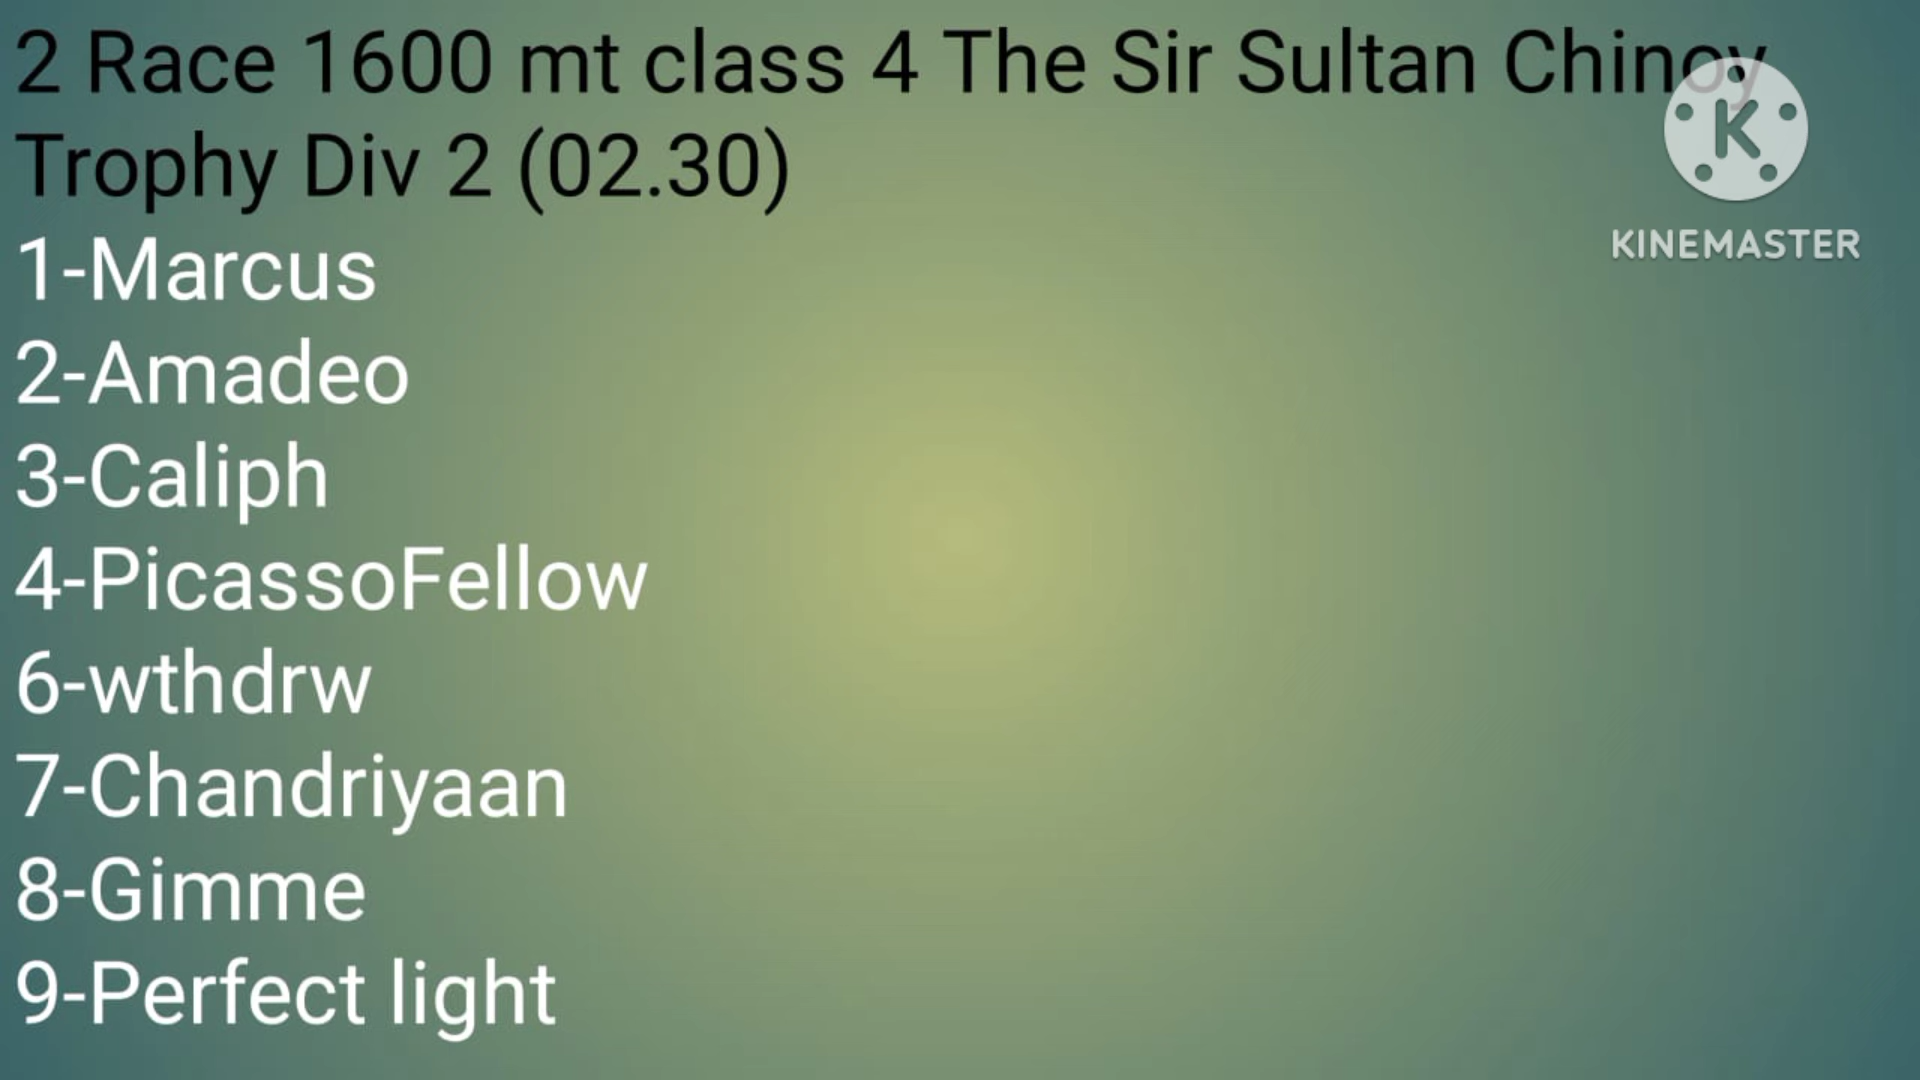 2 Race 1600 mt class 4 The Sir Sultan Chinoy
Trophy Div 2 (02.30)
1-Marcus
2-Amadeo
3-Caliph
4-PicassoFellow
6-wthdrw
7-Chandriyaan
8-Gimme
9-Perfect light
K
KINEMASTER